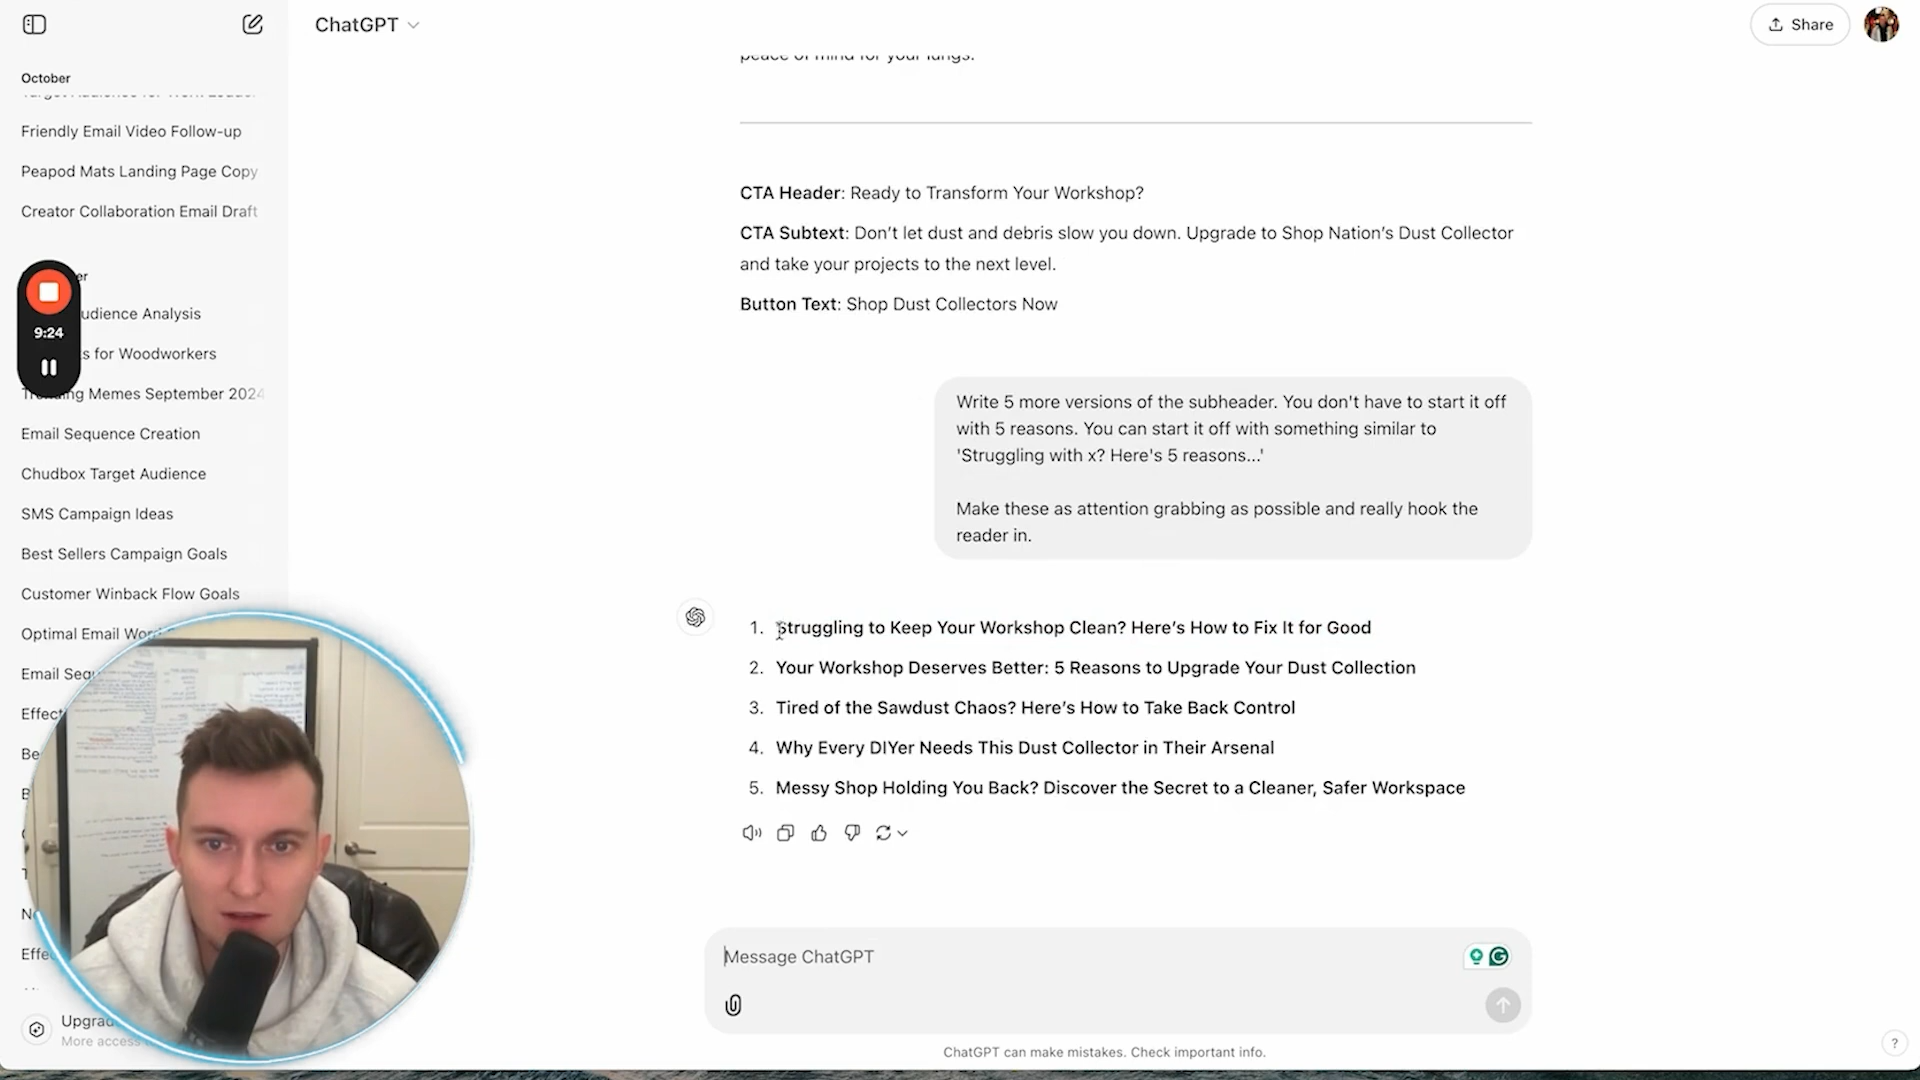 ChatGPT
Share
October
Friendly Email Video Follow-up
Peapod Mats Landing Page Copy
Creator Collaboration Email Draft
9:24
udience Analysis
s for Woodworkers
Memes September 2024
Email Sequence Creation
Chudbox Target Audience
SMS Campaign Ideas
Best Sellers Campaign Goals
Customer Winback Flow Goals
Optimal Email
Email
More access
peace of mind for your lungs.
CTA Header: Ready to Transform Your Workshop?
CTA Subtext: Don't let dust and debris slow you down. Upgrade to Shop Nation's Dust Collector
and take your projects to the next level.
Button Text: Shop Dust Collectors Now
Write 5 more versions of the subheader. You don't have to start it off
with 5 reasons. You can start it off with something similar to
'Struggling with x? Here's 5 reasons...'
Make these as attention grabbing as possible and really hook the
reader in.
1. Struggling to Keep Your Workshop Clean? Here's How to Fix It for Good
2. Your Workshop Deserves Better: 5 Reasons to Upgrade Your Dust Collection
3. Tired of the Sawdust Chaos? Here's How to Take Back Control
4. Why Every DIYer Needs This Dust Collector in Their Arsenal
5. Messy Shop Holding You Back? Discover the Secret to a Cleaner, Safer Workspace
Message ChatGPT
ChatGPT can make mistakes. Check important info.
?